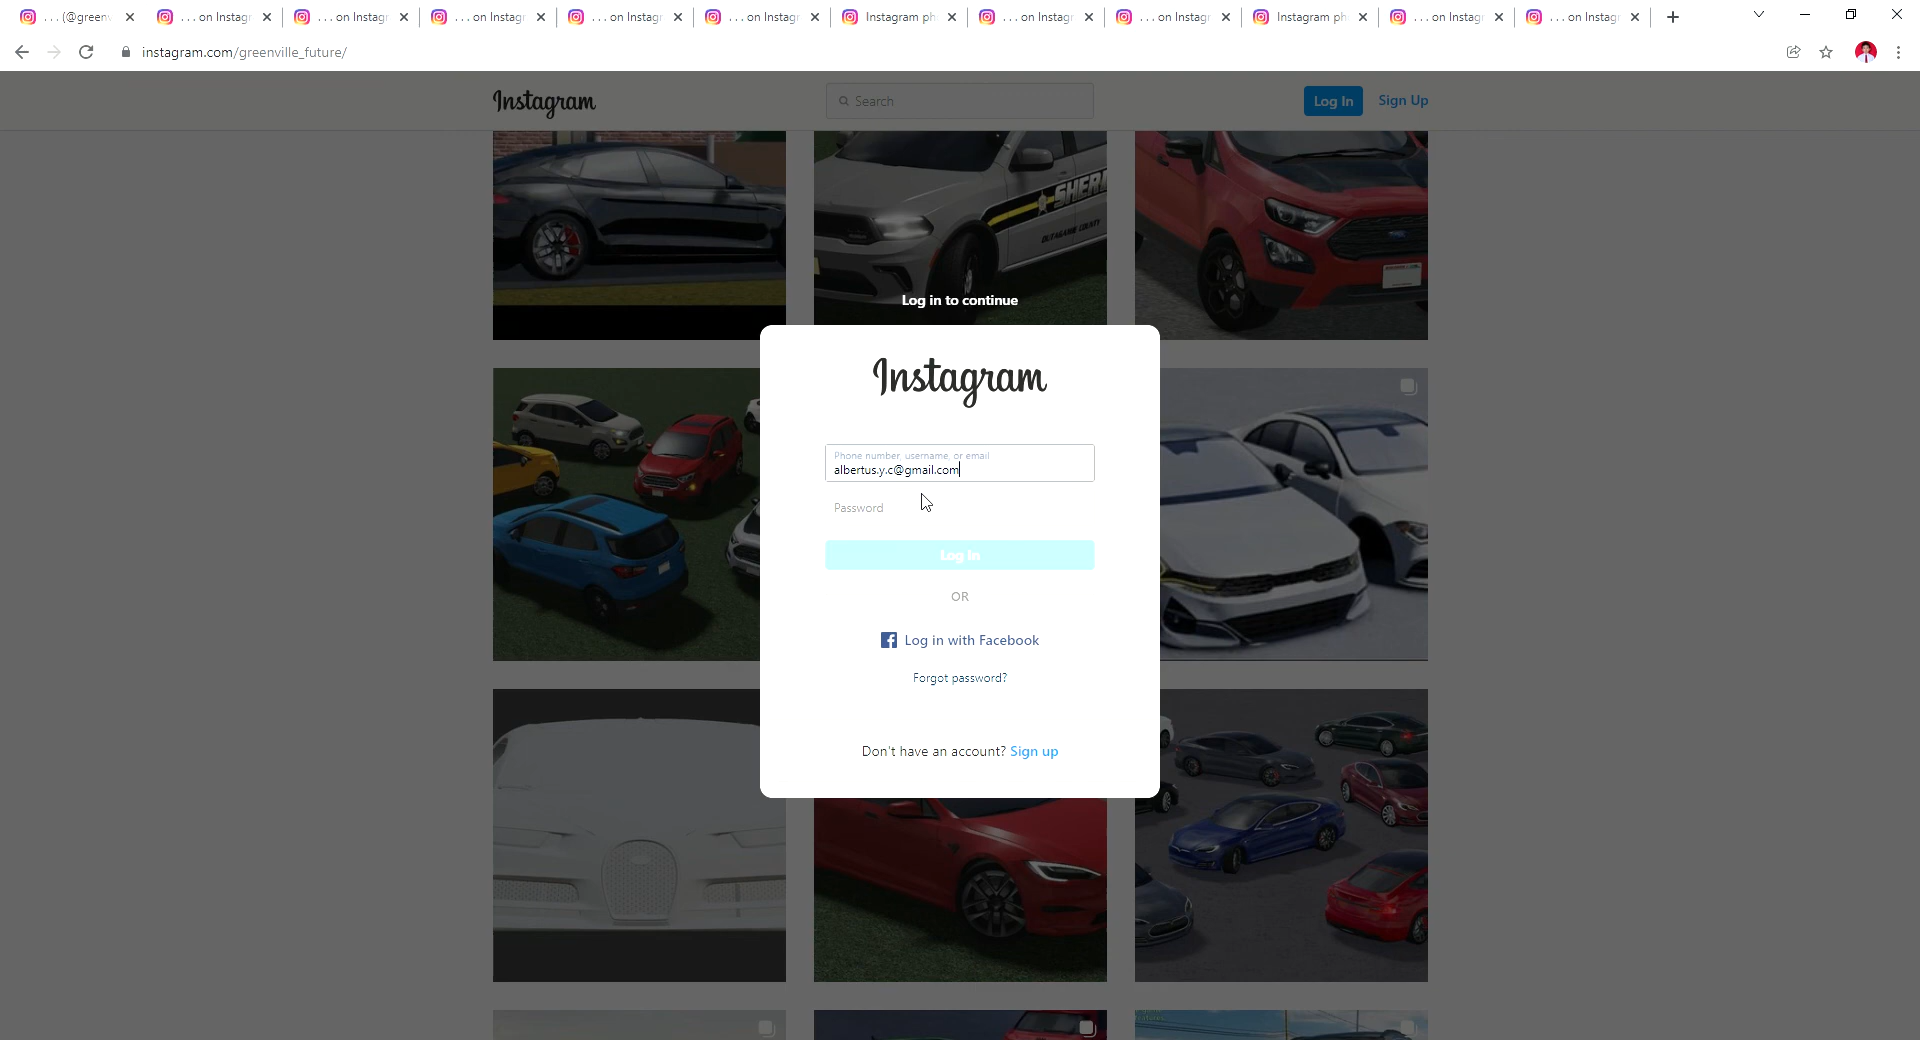 . . . (@greenv
. . . on Instagr
. . . on Instagr
. . . on Instagr
. . . on Instagr
. . . on Instagr
Instagram ph
. . . on Instagr
. . . on Instagr
Instagram ph
. . . on Instagr
. . . on Instagr
instagram.com/greenville_future/
Instagram
Search
Log In
Sign Up
OUTAGAMIE COUNTY
Log in to continue
Instagram
Phone number, username, or email
albertus.y.c@gmail.com
Password
Log In
OR
Log in with Facebook
Forgot password?
Don't have an account? Sign up